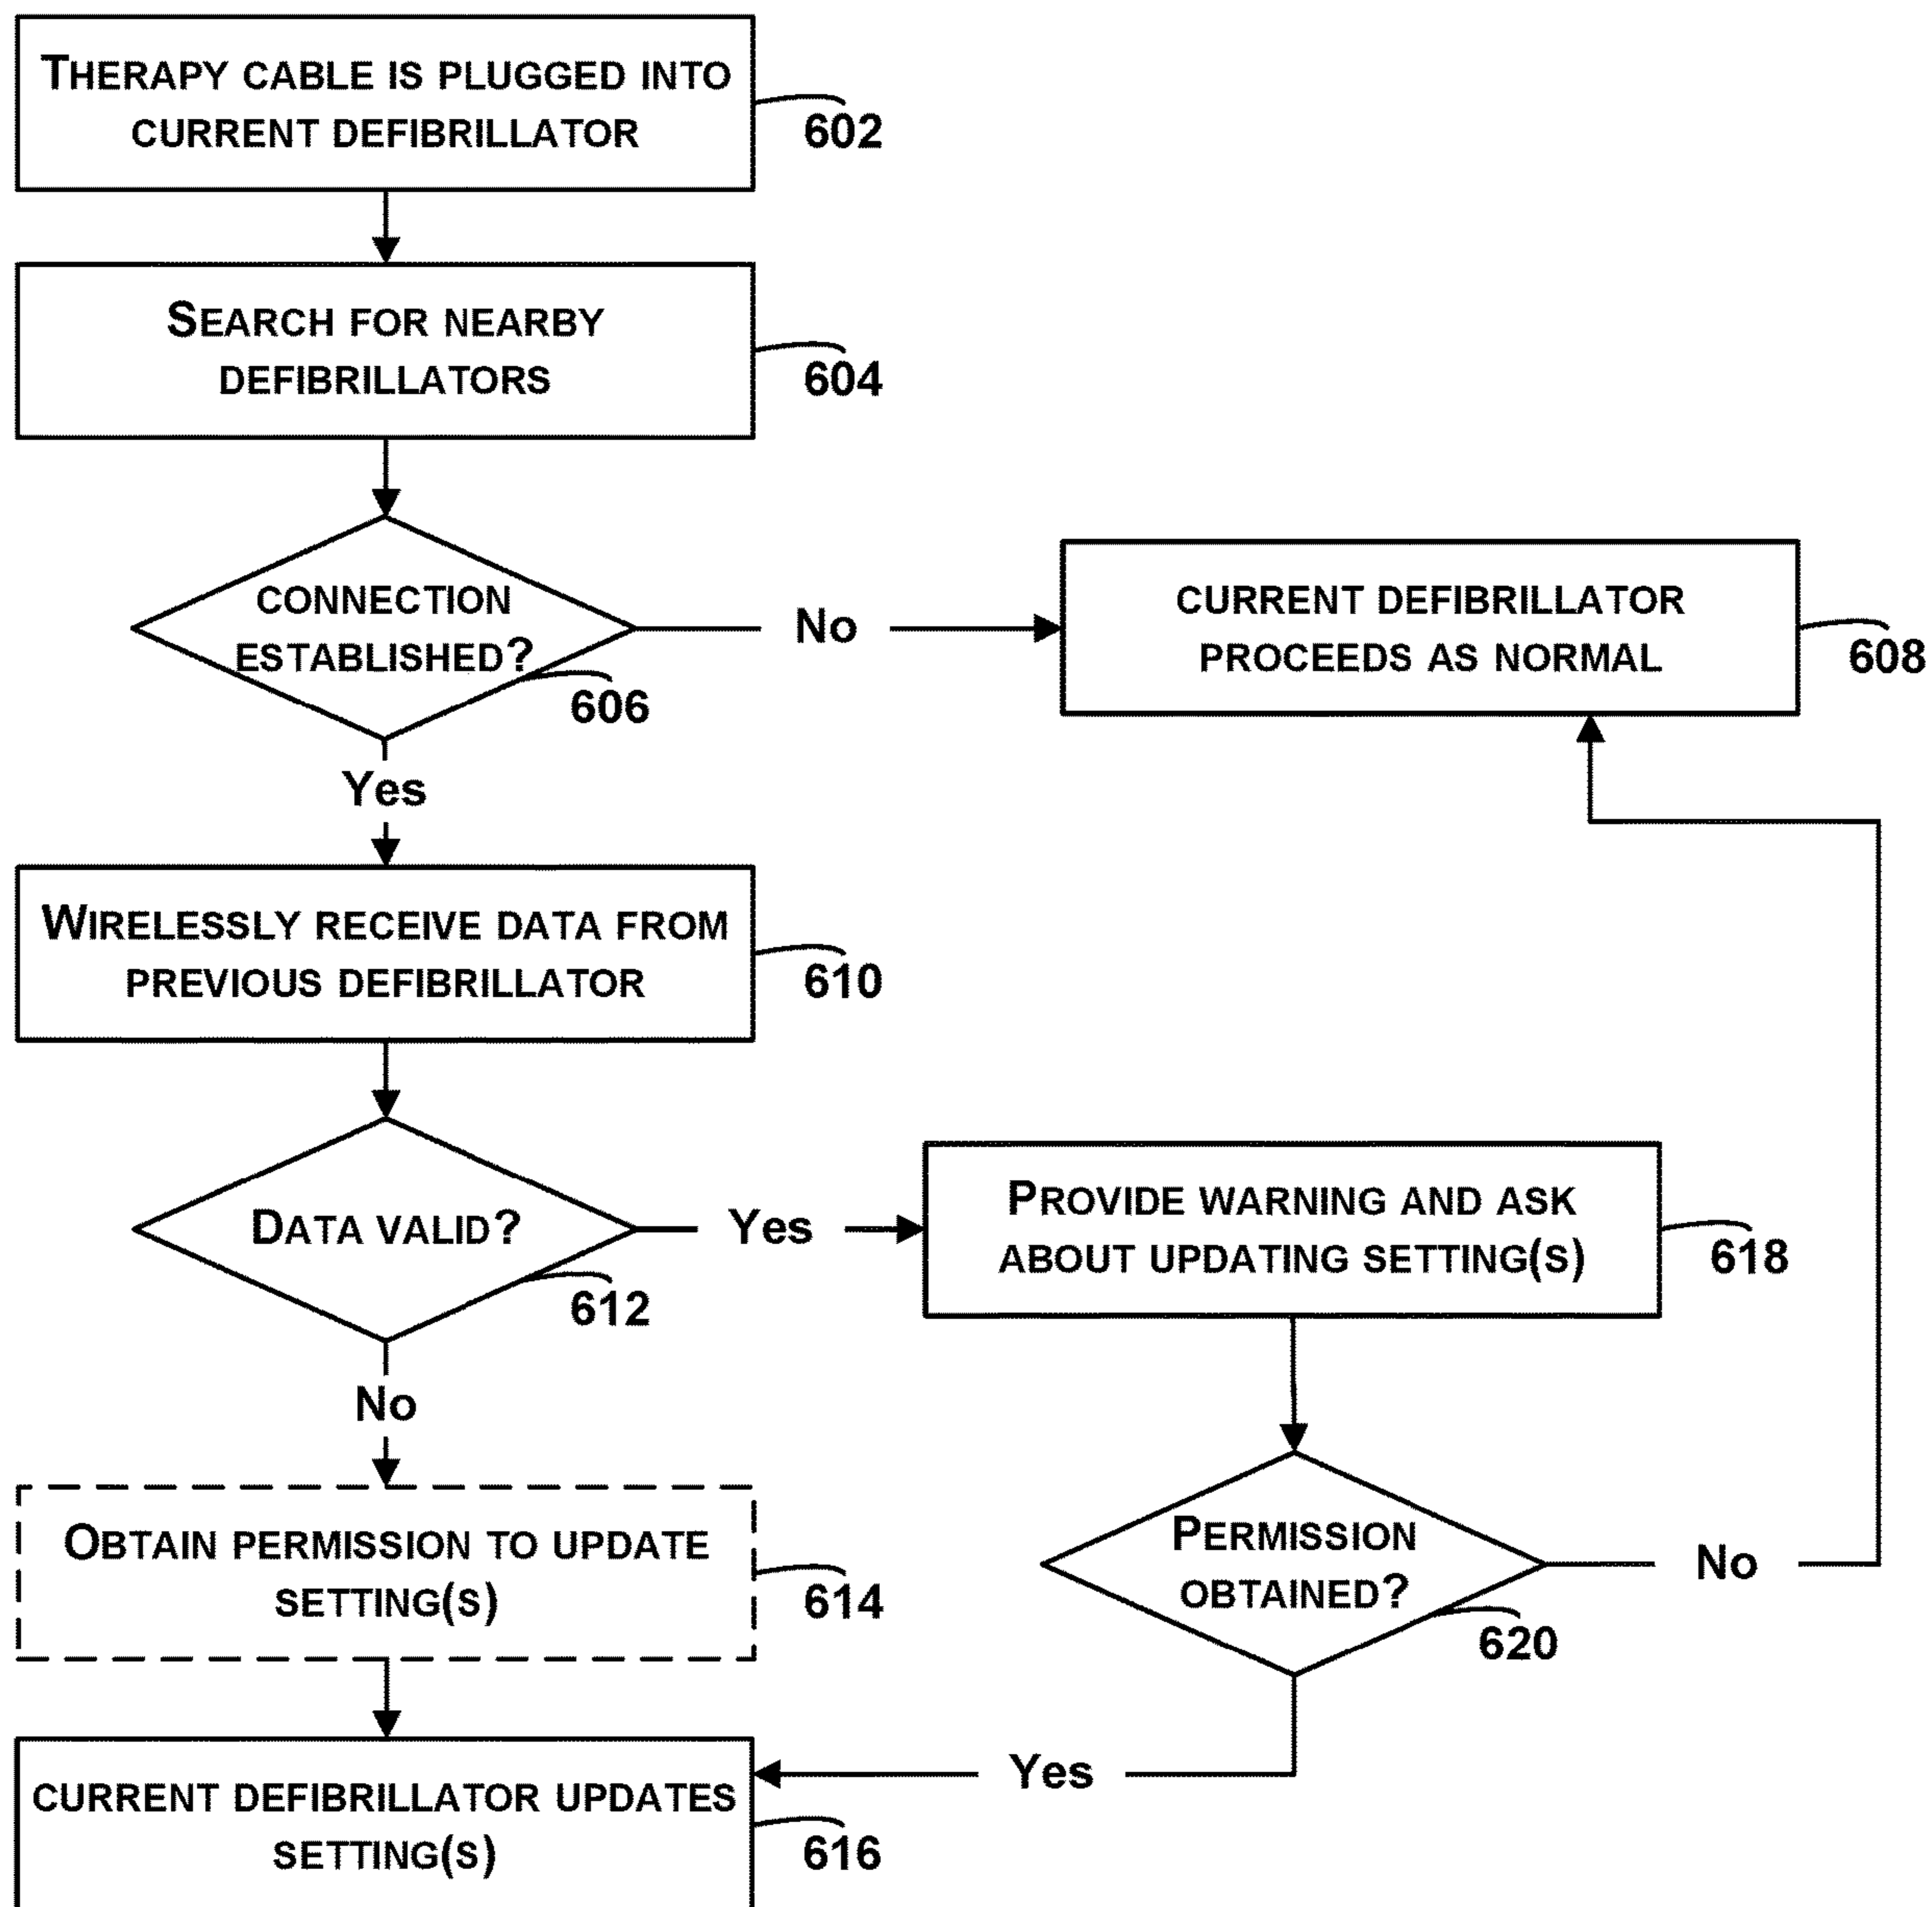 THERAPY CABLE IS PLUGGED INTO
CURRENT DEFIBRILLATOR
602
SEARCH FOR NEARBY
DEFIBRILLATORS
604
CONNECTION
ESTABLISHED?
606
No
CURRENT DEFIBRILLATOR
PROCEEDS AS NORMAL
608
Yes
WIRELESSLY RECEIVE DATA FROM
PREVIOUS DEFIBRILLATOR
610
DATA VALID?
612
Yes
PROVIDE WARNING AND ASK
ABOUT UPDATING SETTING(S)
618
No
OBTAIN PERMISSION TO UPDATE
SETTING(S)
614
PERMISSION
OBTAINED?
620
No
Yes
CURRENT DEFIBRILLATOR UPDATES
SETTING(S)
616